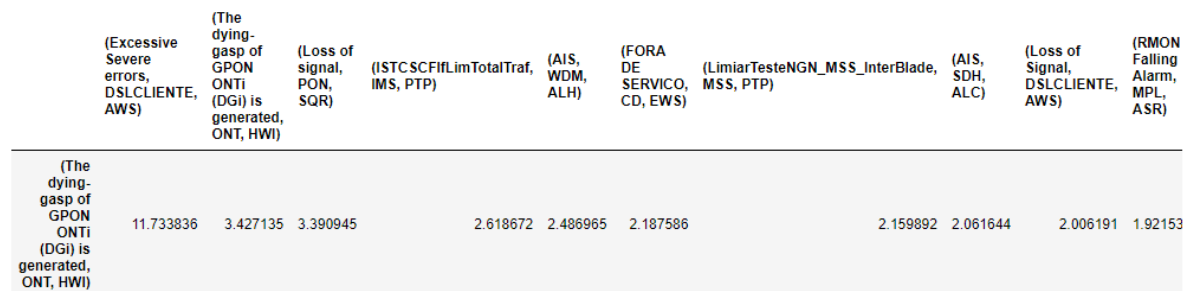 (Excessive Severe errors, DSLCLIENTE, AWS)
(The dying-gasp of GPON ONTi (DGi) is generated, ONT, HWI)
(Loss of signal, PON, SQR)
(ISTCSCFIfLimTotalTraf, IMS, PTP)
(AIS, WDM, ALH)
(FORA DE SERVICO, CD, EWS)
(LimiarTesteNGN_MSS_InterBlade, MSS, PTP)
(AIS, SDH, ALC)
(Loss of Signal, DSLCLIENTE, AWS)
(RMON Falling Alarm, MPL, ASR)
(The dying-gasp of GPON ONTi (DGi) is generated, ONT, HWI)
11.733836 3.427135 3.390945 2.618672 2.486965 2.187586 2.159892 2.061644 2.006191 1.92153